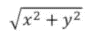 √(x² + y²)